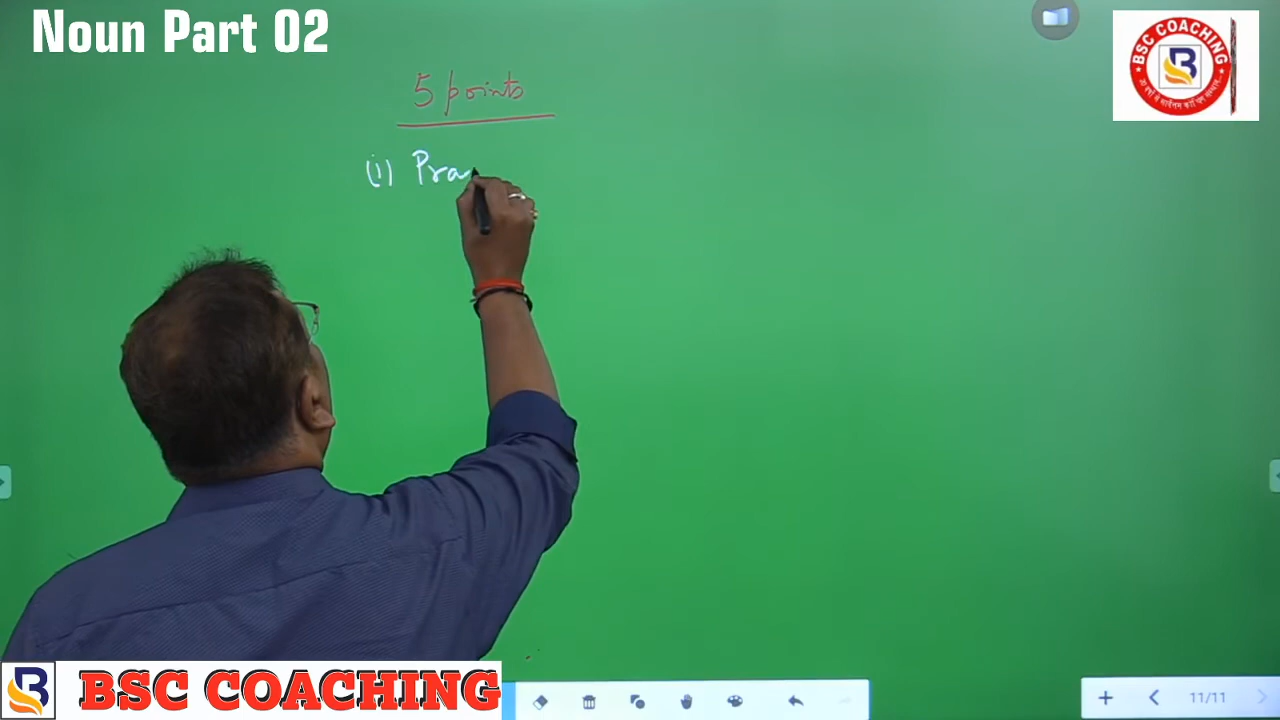 Noun Part 02
BSC COACHING
B
5 points
(i) Pra
B
BSC COACHING
11/11